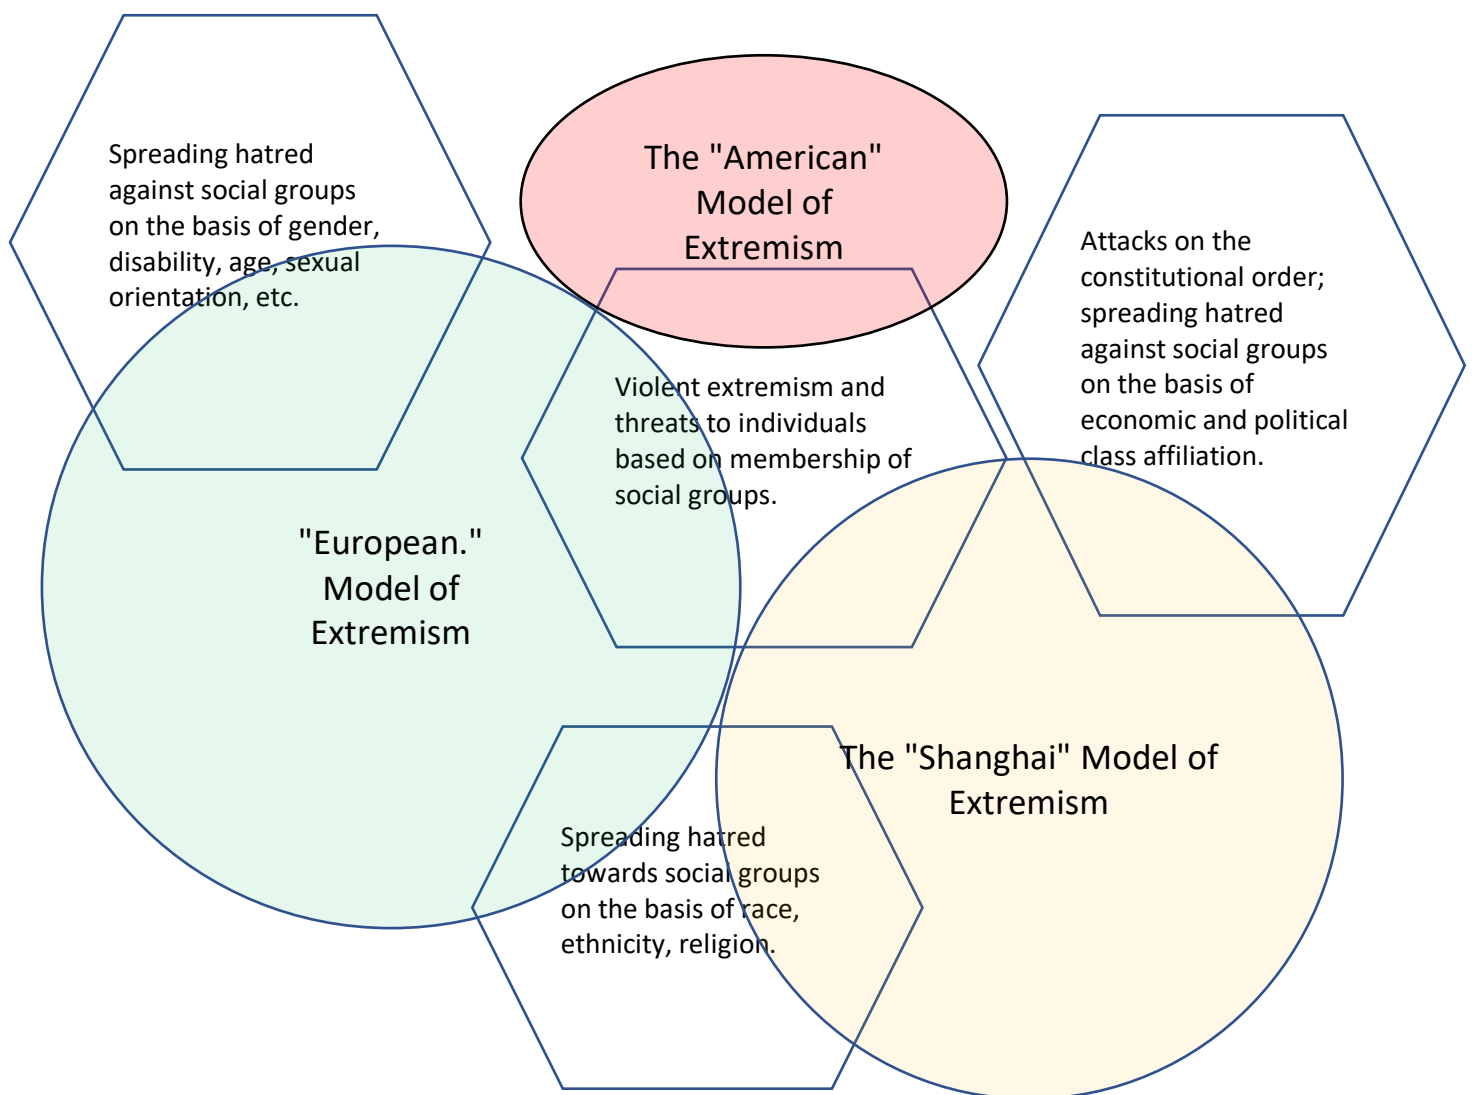 Spreading hatred
against social groups
on the basis of gender,
disability, age, sexual
orientation, etc.
The "American"
Model of
Extremism
Attacks on the
constitutional order;
spreading hatred
against social groups
on the basis of
economic and political
class affiliation.
Violent extremism and
threats to individuals
based on membership of
social groups.
"European."
Model of
Extremism
The "Shanghai" Model of
Extremism
Spreading hatred
towards social groups
on the basis of race,
ethnicity, religion.